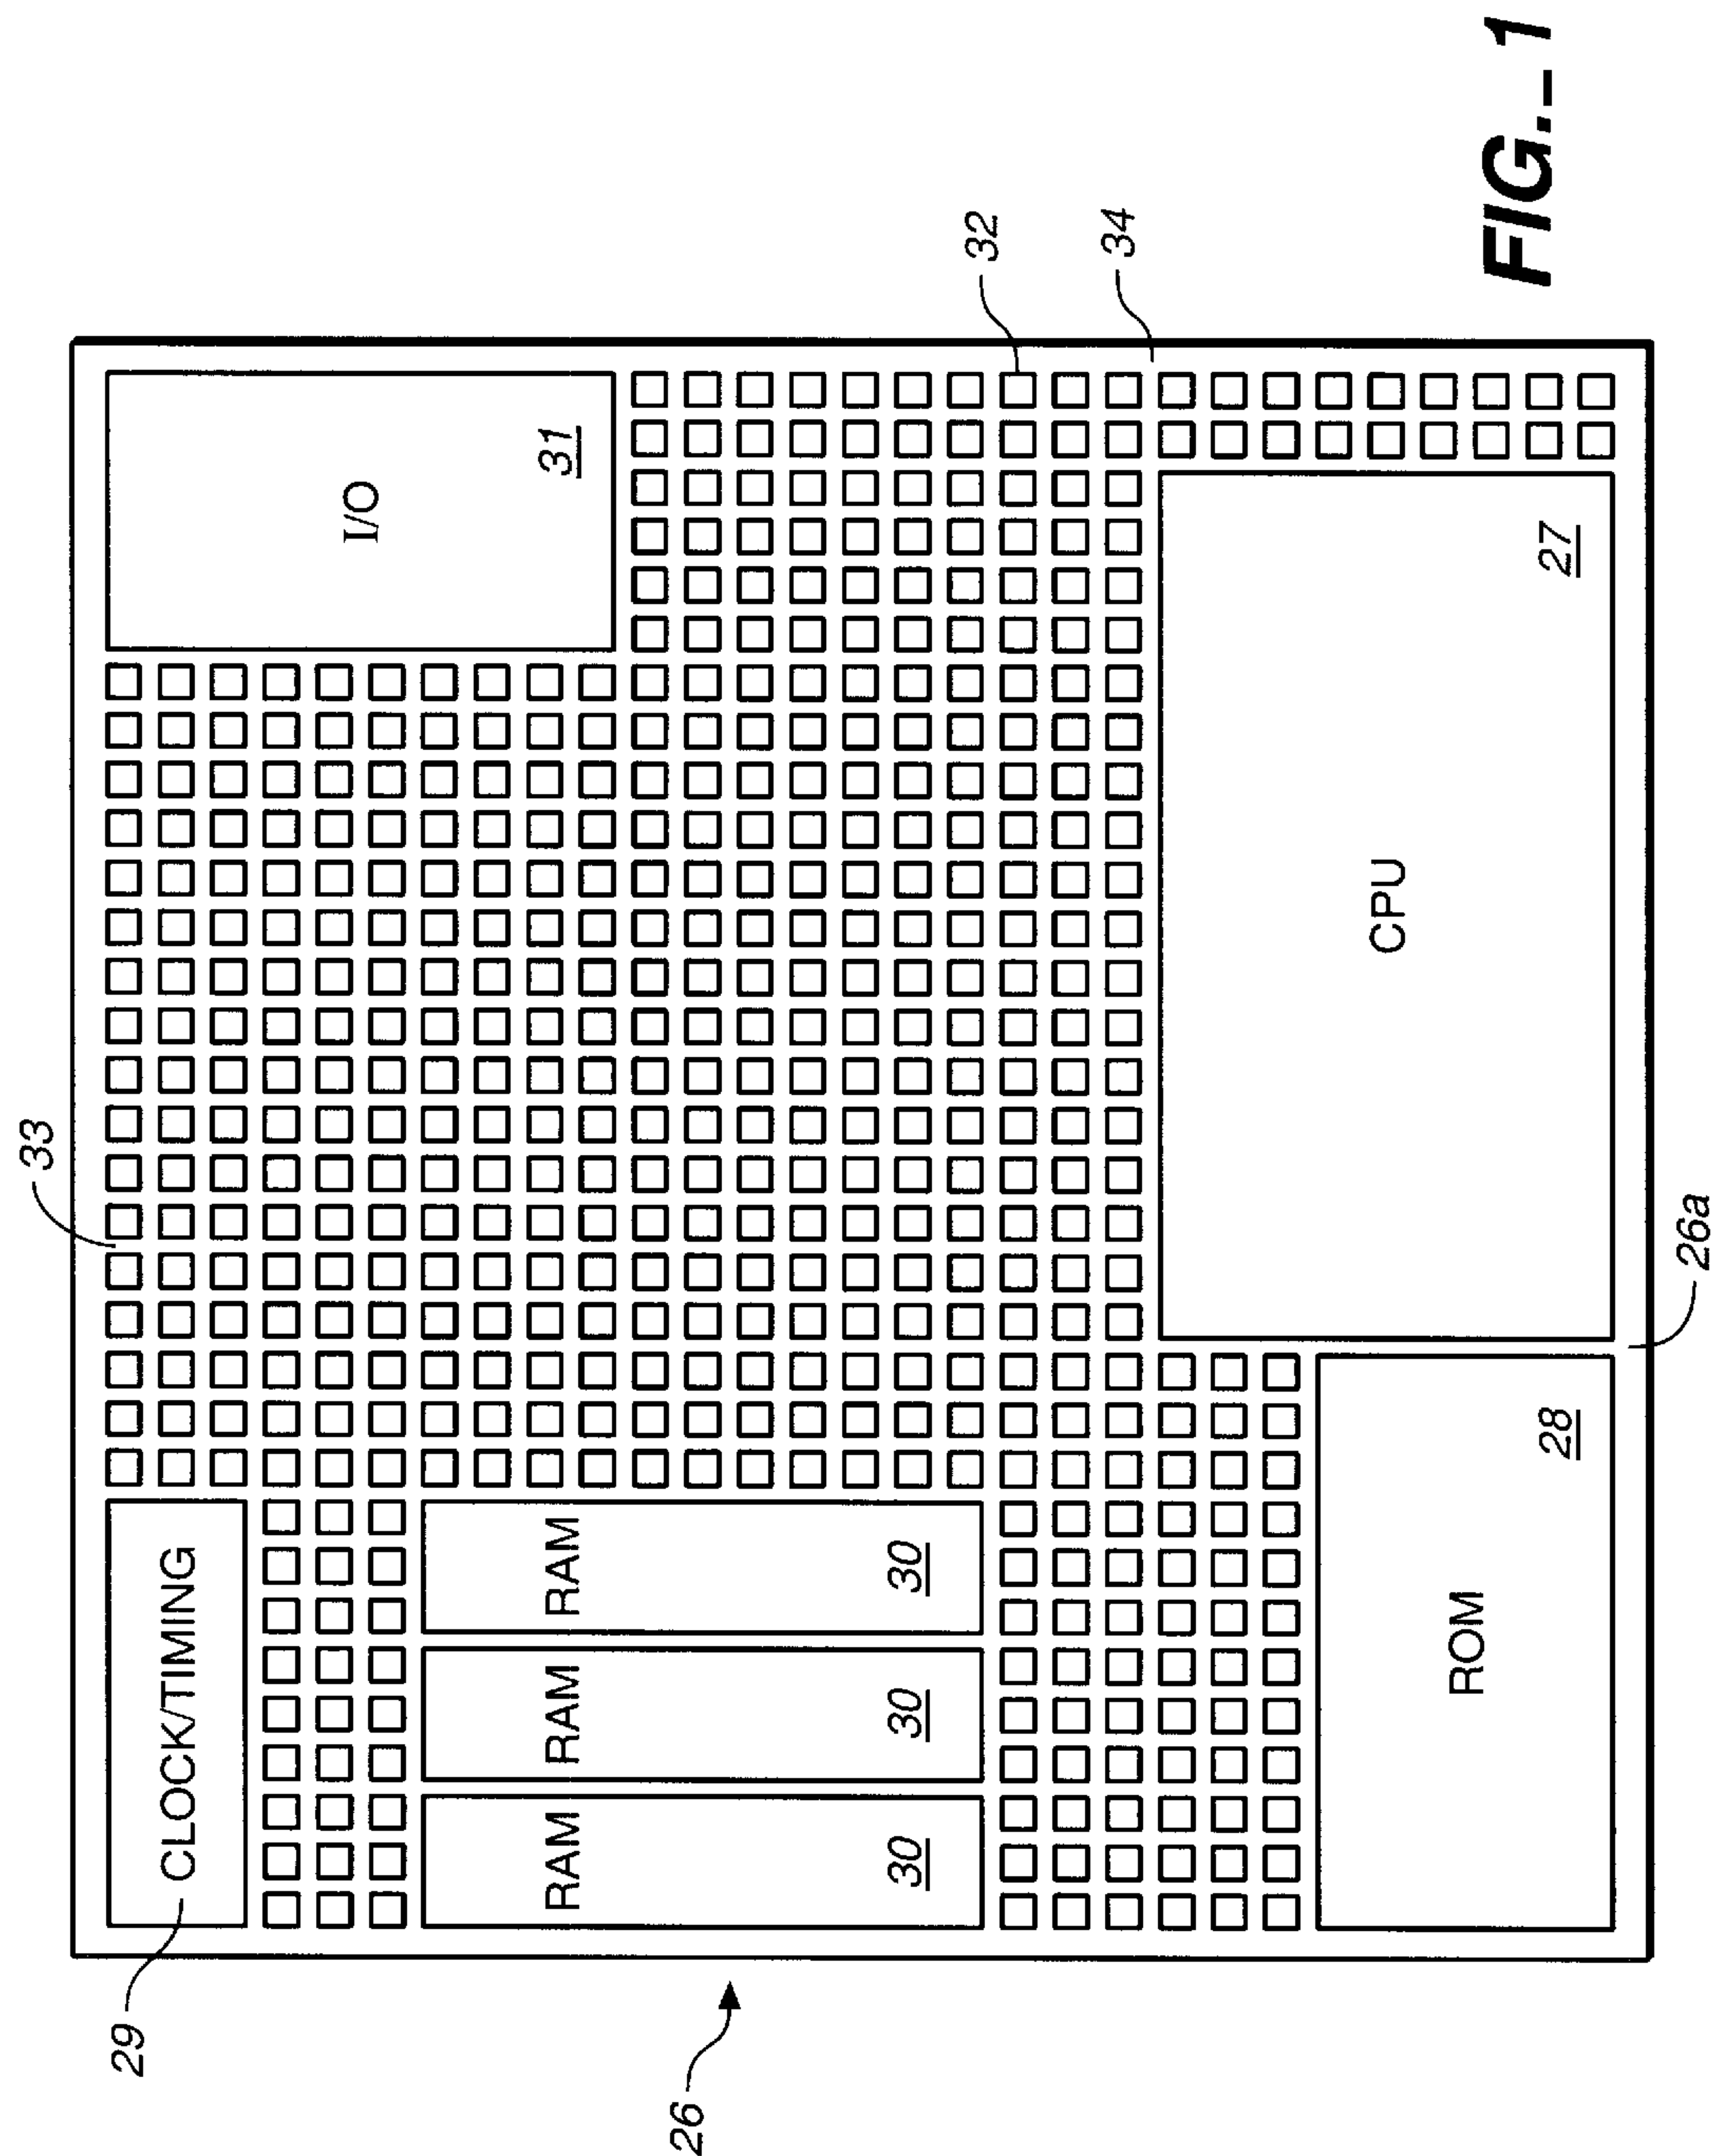 29
CLOCK/TIMING
33
I/O
31
RAM
30
RAM
30
RAM
30
26
32
34
ROM
28
CPU
27
26a
FIG.-1